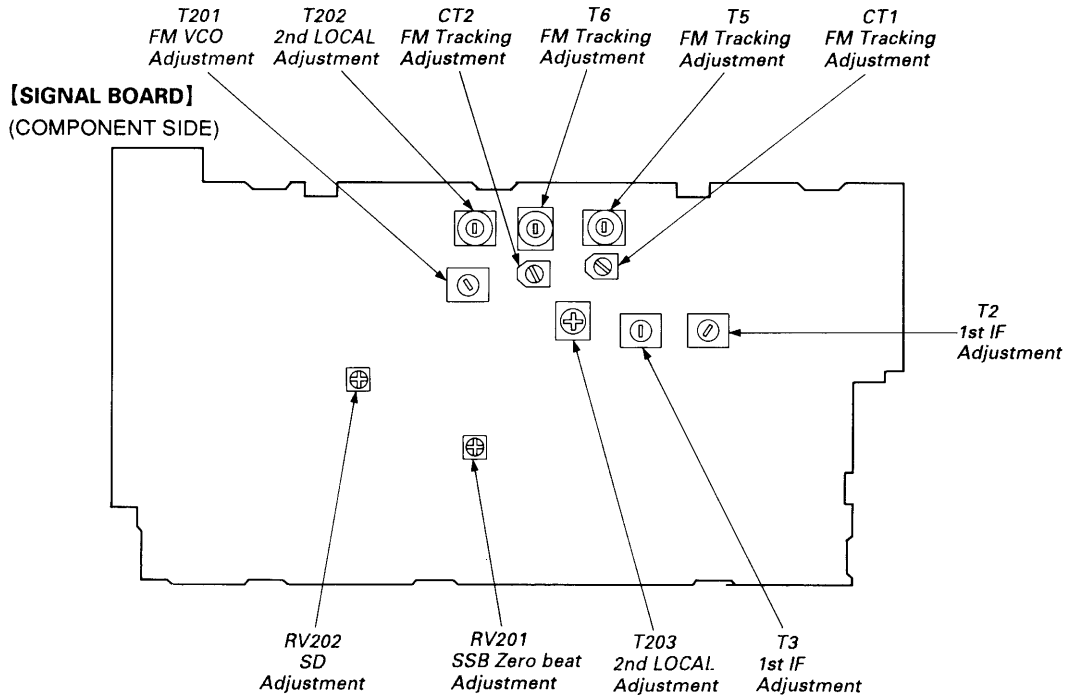 T201
FM VCO
Adjustment
T202
2nd LOCAL
Adjustment
CT2
FM Tracking
Adjustment
T6
FM Tracking
Adjustment
T5
FM Tracking
Adjustment
CT1
FM Tracking
Adjustment
[SIGNAL BOARD]
(COMPONENT SIDE)
T2
1st IF
Adjustment
RV202
SD
Adjustment
RV201
SSB Zero beat
Adjustment
T203
2nd LOCAL
Adjustment
T3
1st IF
Adjustment